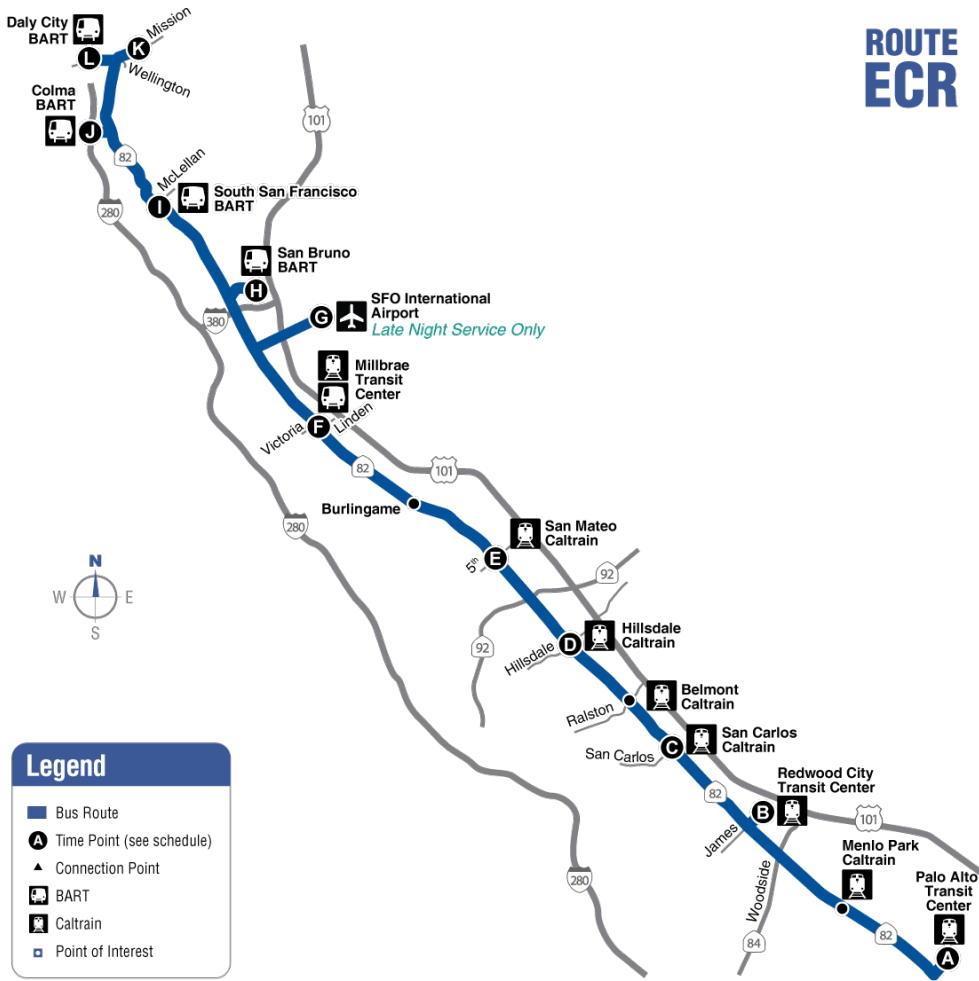 Daly City
BART
L
K
Mission
Wellington
ROUTE
ECR
Colma
BART
J
101
82
McLellan
I
South San Francisco
BART
280
San Bruno
BART
H
380
G
SFO International
Airport
Late Night Service Only
Millbrae
Transit
Center
Victoria
F
Linden
82
101
Burlingame
280
San Mateo
Caltrain
5th
E
92
N
W
E
S
92
Hillsdale
D
Hillsdale
Caltrain
Ralston
Belmont
Caltrain
San Carlos
C
San Carlos
Caltrain
82
Redwood City
Transit Center
B
James
101
Woodside
84
280
Menlo Park
Caltrain
82
Palo Alto
Transit
Center
A
Legend
Bus Route
A Time Point (see schedule)
Connection Point
BART
Caltrain
Point of Interest